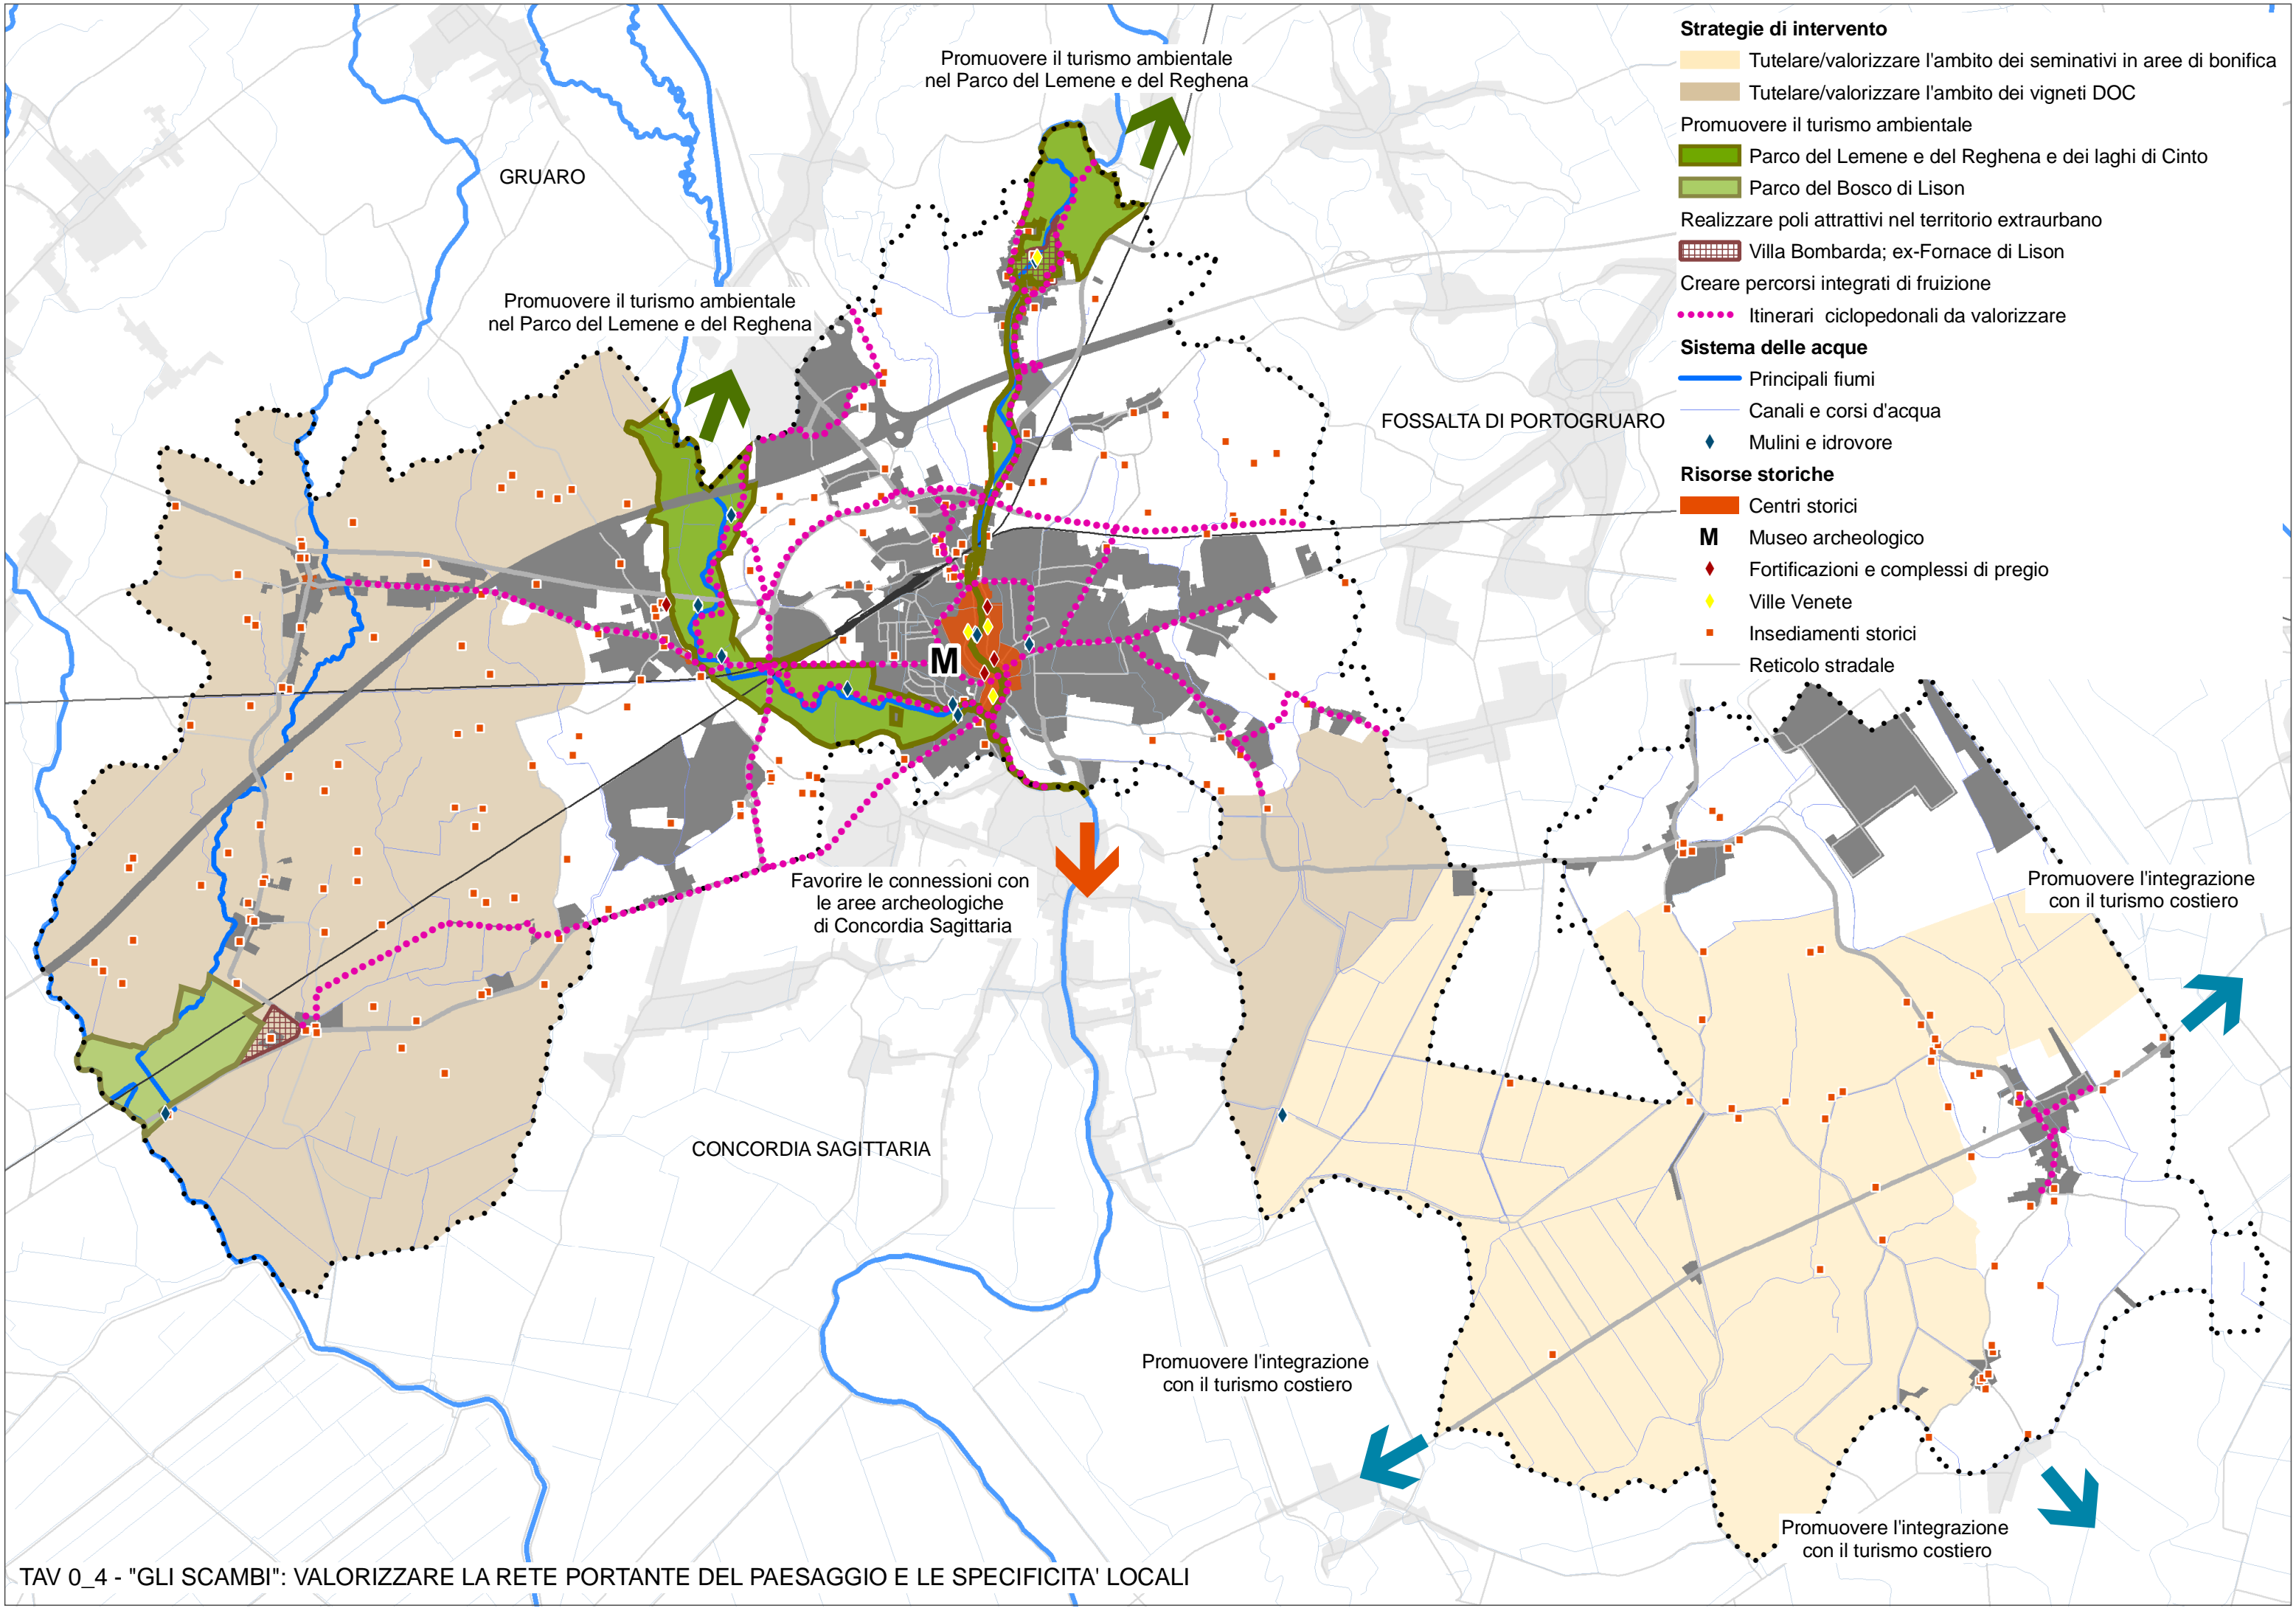 Promuovere il turismo ambientale
nel Parco del Lemene e del Reghena
GRUARO
Promuovere il turismo ambientale
nel Parco del Lemene e del Reghena
FOSSALTA DI PORTOGRUARO
M
Favorire le connessioni con
le aree archeologiche
di Concordia Sagittaria
Promuovere l'integrazione
con il turismo costiero
CONCORDIA SAGITTARIA
Promuovere l'integrazione
con il turismo costiero
Promuovere l'integrazione
con il turismo costiero
Strategie di intervento
Tutelare/valorizzare l'ambito dei seminativi in aree di bonifica
Tutelare/valorizzare l'ambito dei vigneti DOC
Promuovere il turismo ambientale
Parco del Lemene e del Reghena e dei laghi di Cinto
Parco del Bosco di Lison
Realizzare poli attrattivi nel territorio extraurbano
Villa Bombarda; ex-Fornace di Lison
Creare percorsi integrati di fruizione
Itinerari ciclopedonali da valorizzare
Sistema delle acque
Principali fiumi
Canali e corsi d'acqua
Mulini e idrovore
Risorse storiche
Centri storici
M Museo archeologico
Fortificazioni e complessi di pregio
Ville Venete
Insediamenti storici
Reticolo stradale
TAV 0_4 - "GLI SCAMBI": VALORIZZARE LA RETE PORTANTE DEL PAESAGGIO E LE SPECIFICITA' LOCALI